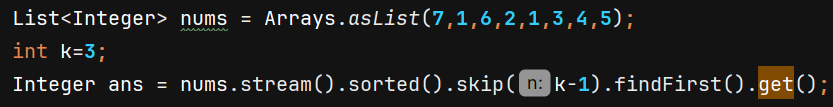 List<Integer> nums = Arrays.asList(7,1,6,2,1,3,4,5);
int k=3;
Integer ans = nums.stream().sorted().skip( n: k-1).findFirst().get();